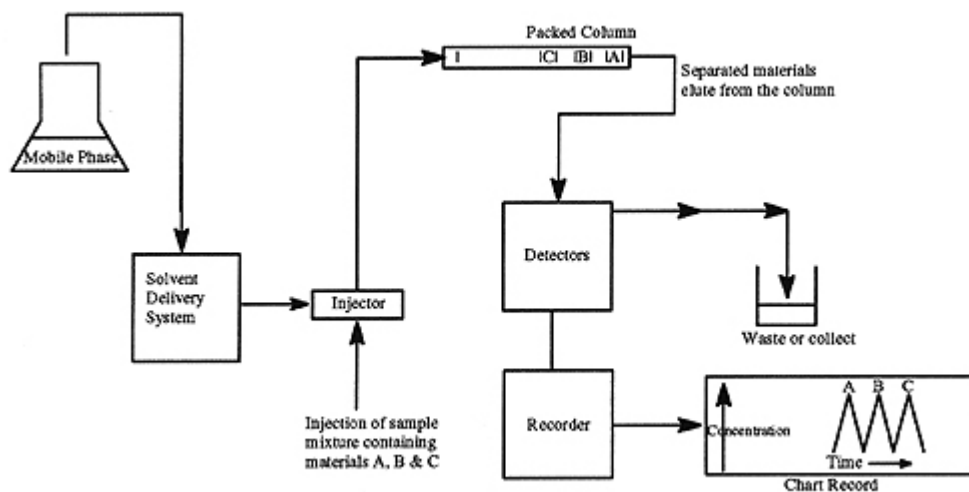 Packed Column
|C| |B| |A|
Separated materials
elute from the column
Mobile Phase
Solvent
Delivery
System
Injector
Detectors
Waste or collect
Injection of sample
mixture containing
materials A, B & C
Recorder
A B C
Concentration
Time
Chart Record